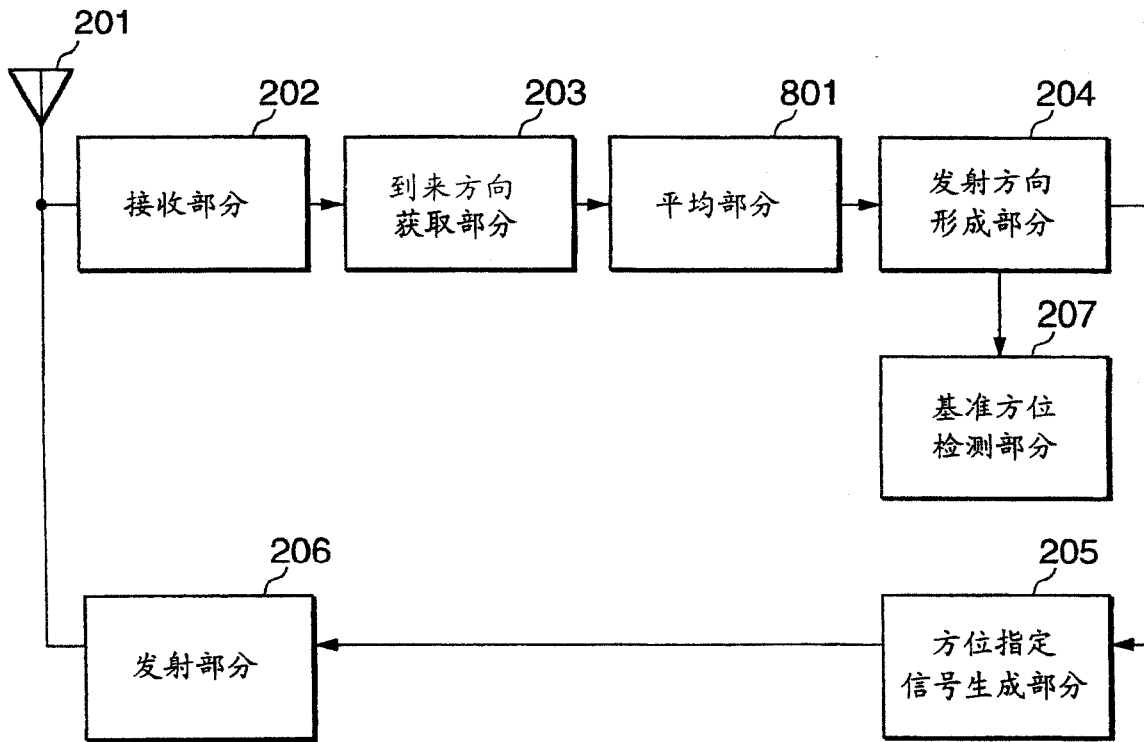 201
202
203
801
204
接收部分
到来方向
获取部分
平均部分
发射方向
形成部分
207
基准方位
检测部分
206
205
发射部分
方位指定
信号生成部分